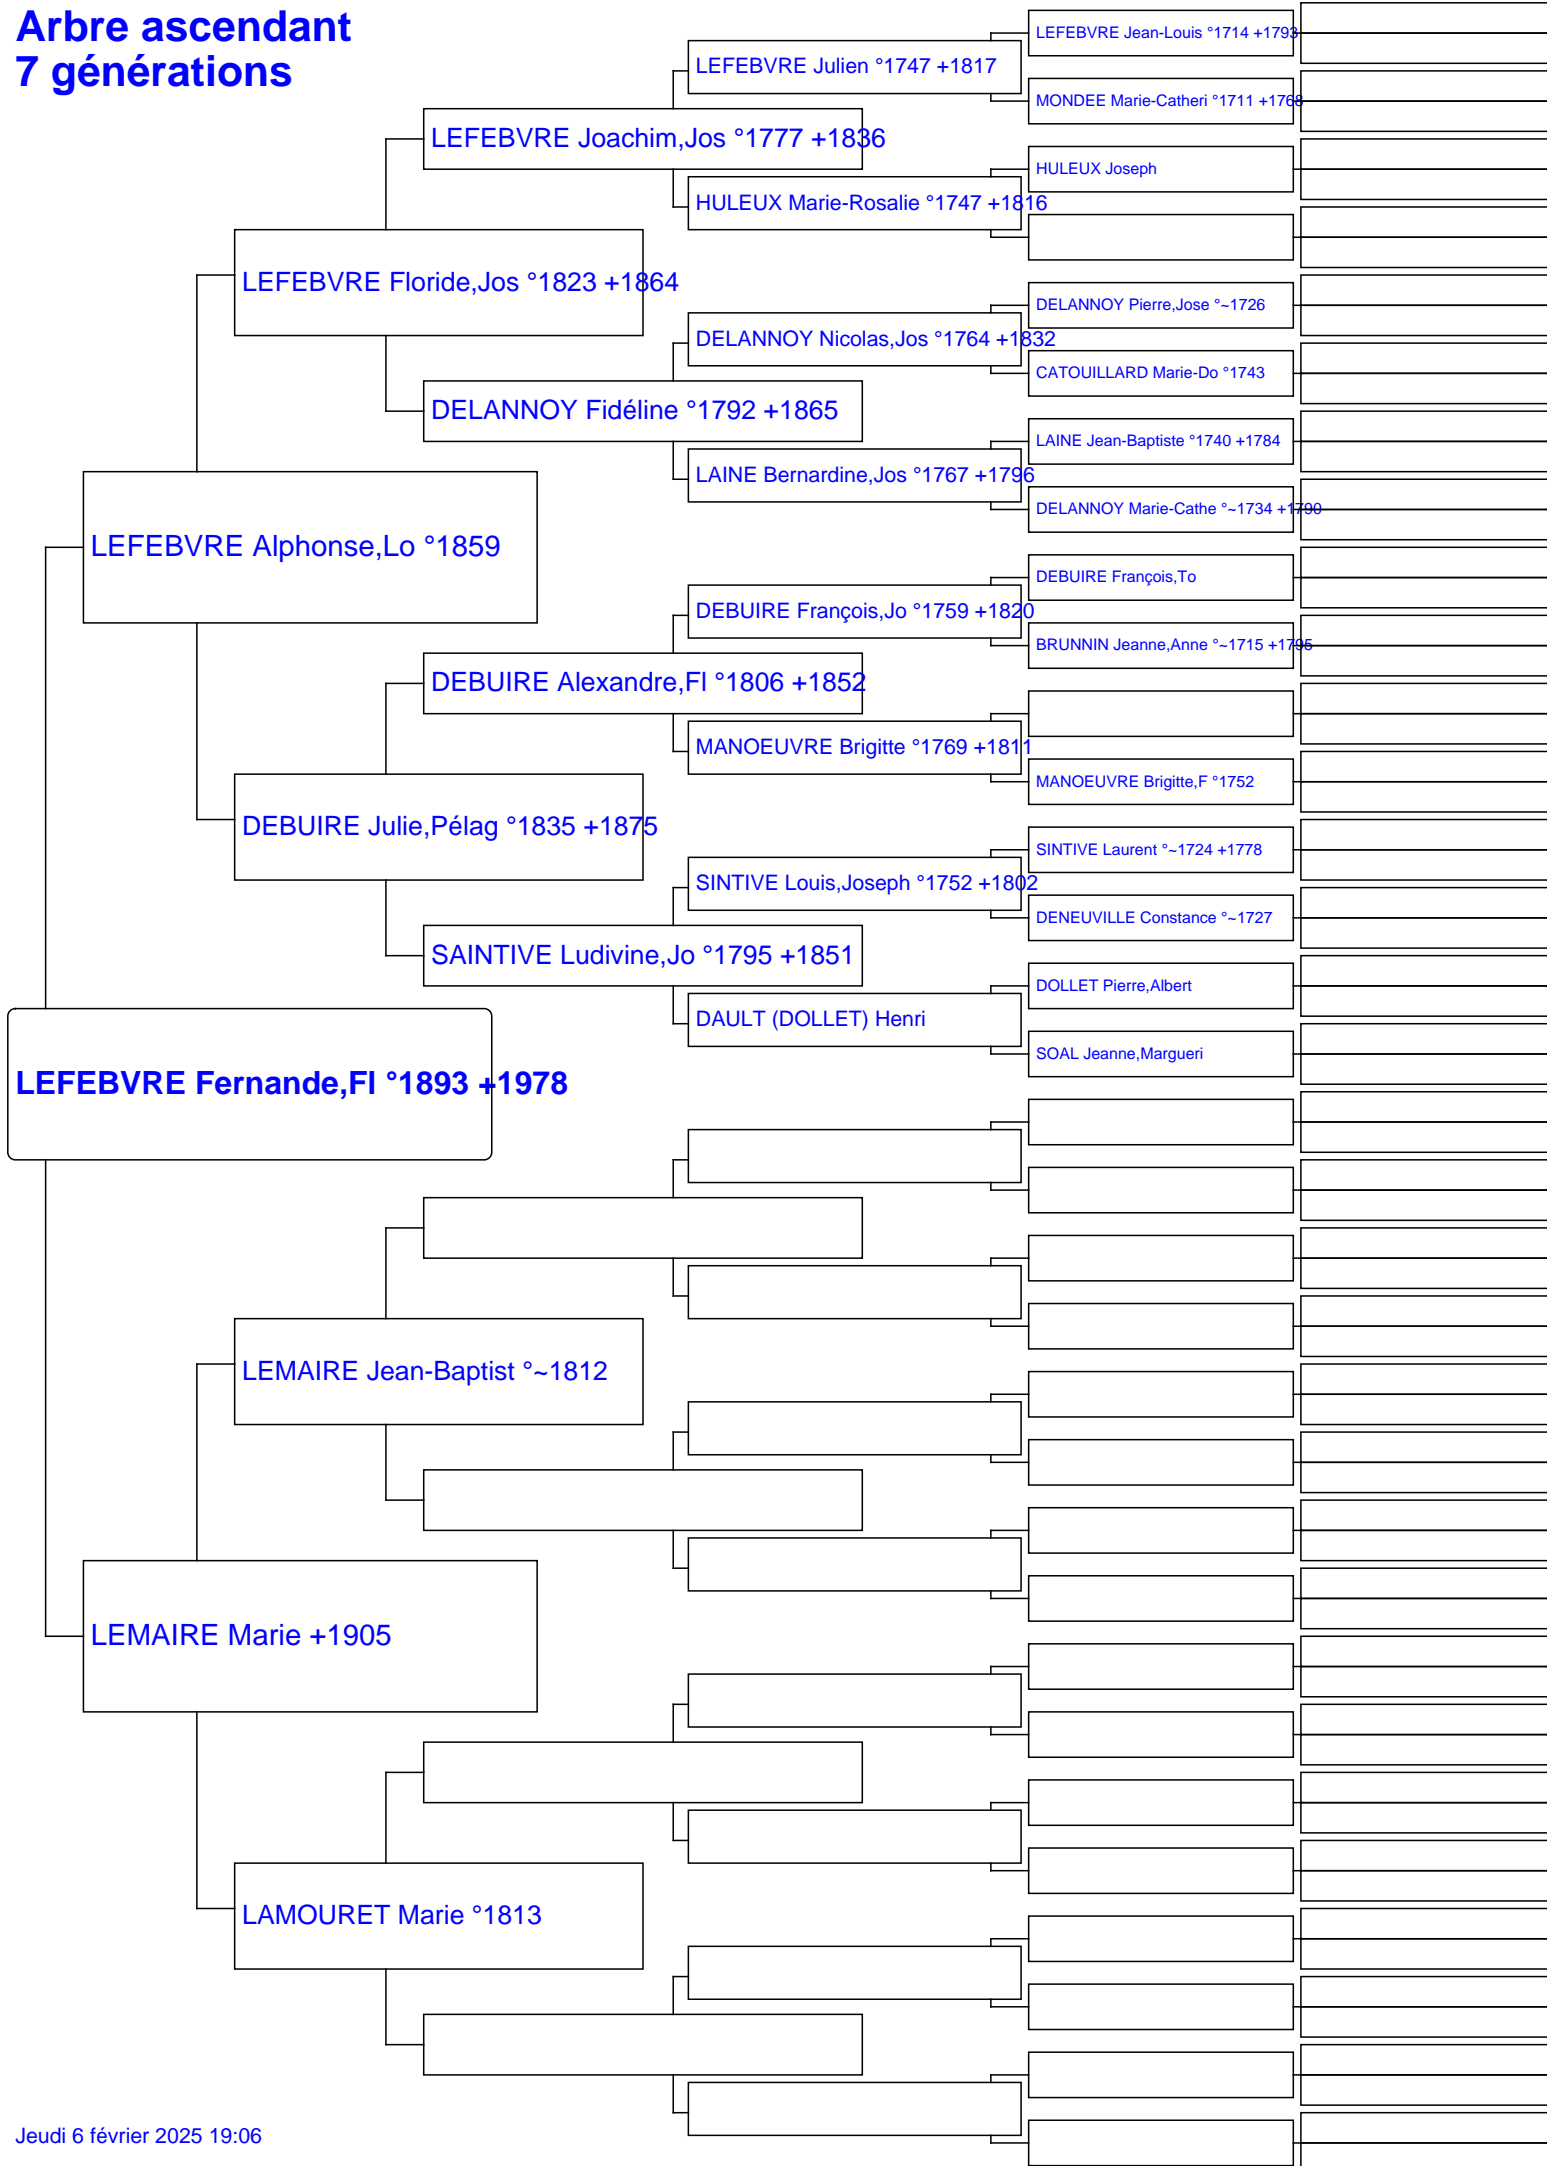 Arbre ascendant
7 générations
LEFEBVRE Jean-Louis °1714 +1793
LEFEBVRE Julien °1747 +1817
MONDEE Marie-Catheri °1711 +1768
LEFEBVRE Joachim,Jos °1777 +1836
HULEUX Joseph
HULEUX Marie-Rosalie °1747 +1816
LEFEBVRE Floride,Jos °1823 +1864
DELANNOY Pierre,Jose °~1726
DELANNOY Nicolas,Jos °1764 +1832
CATOUILLARD Marie-Do °1743
DELANNOY Fidéline °1792 +1865
LAINE Jean-Baptiste °1740 +1784
LAINE Bernardine,Jos °1767 +1796
DELANNOY Marie-Cathe °~1734 +1790
LEFEBVRE Alphonse,Lo °1859
DEBUIRE François,To
DEBUIRE François,Jo °1759 +1820
BRUNNIN Jeanne,Anne °~1715 +1795
DEBUIRE Alexandre,Fl °1806 +1852
MANOEUVRE Brigitte °1769 +1811
MANOEUVRE Brigitte,F °1752
DEBUIRE Julie,Pélag °1835 +1875
SINTIVE Laurent °~1724 +1778
SINTIVE Louis,Joseph °1752 +1802
DENEUVILLE Constance °~1727
SAINTIVE Ludivine,Jo °1795 +1851
DOLLET Pierre,Albert
DAULT (DOLLET) Henri
SOAL Jeanne,Margueri
LEFEBVRE Fernande,Fl °1893 +1978
LEMAIRE Jean-Baptist °~1812
LEMAIRE Marie +1905
LAMOURET Marie °1813
Jeudi 6 février 2025 19:06